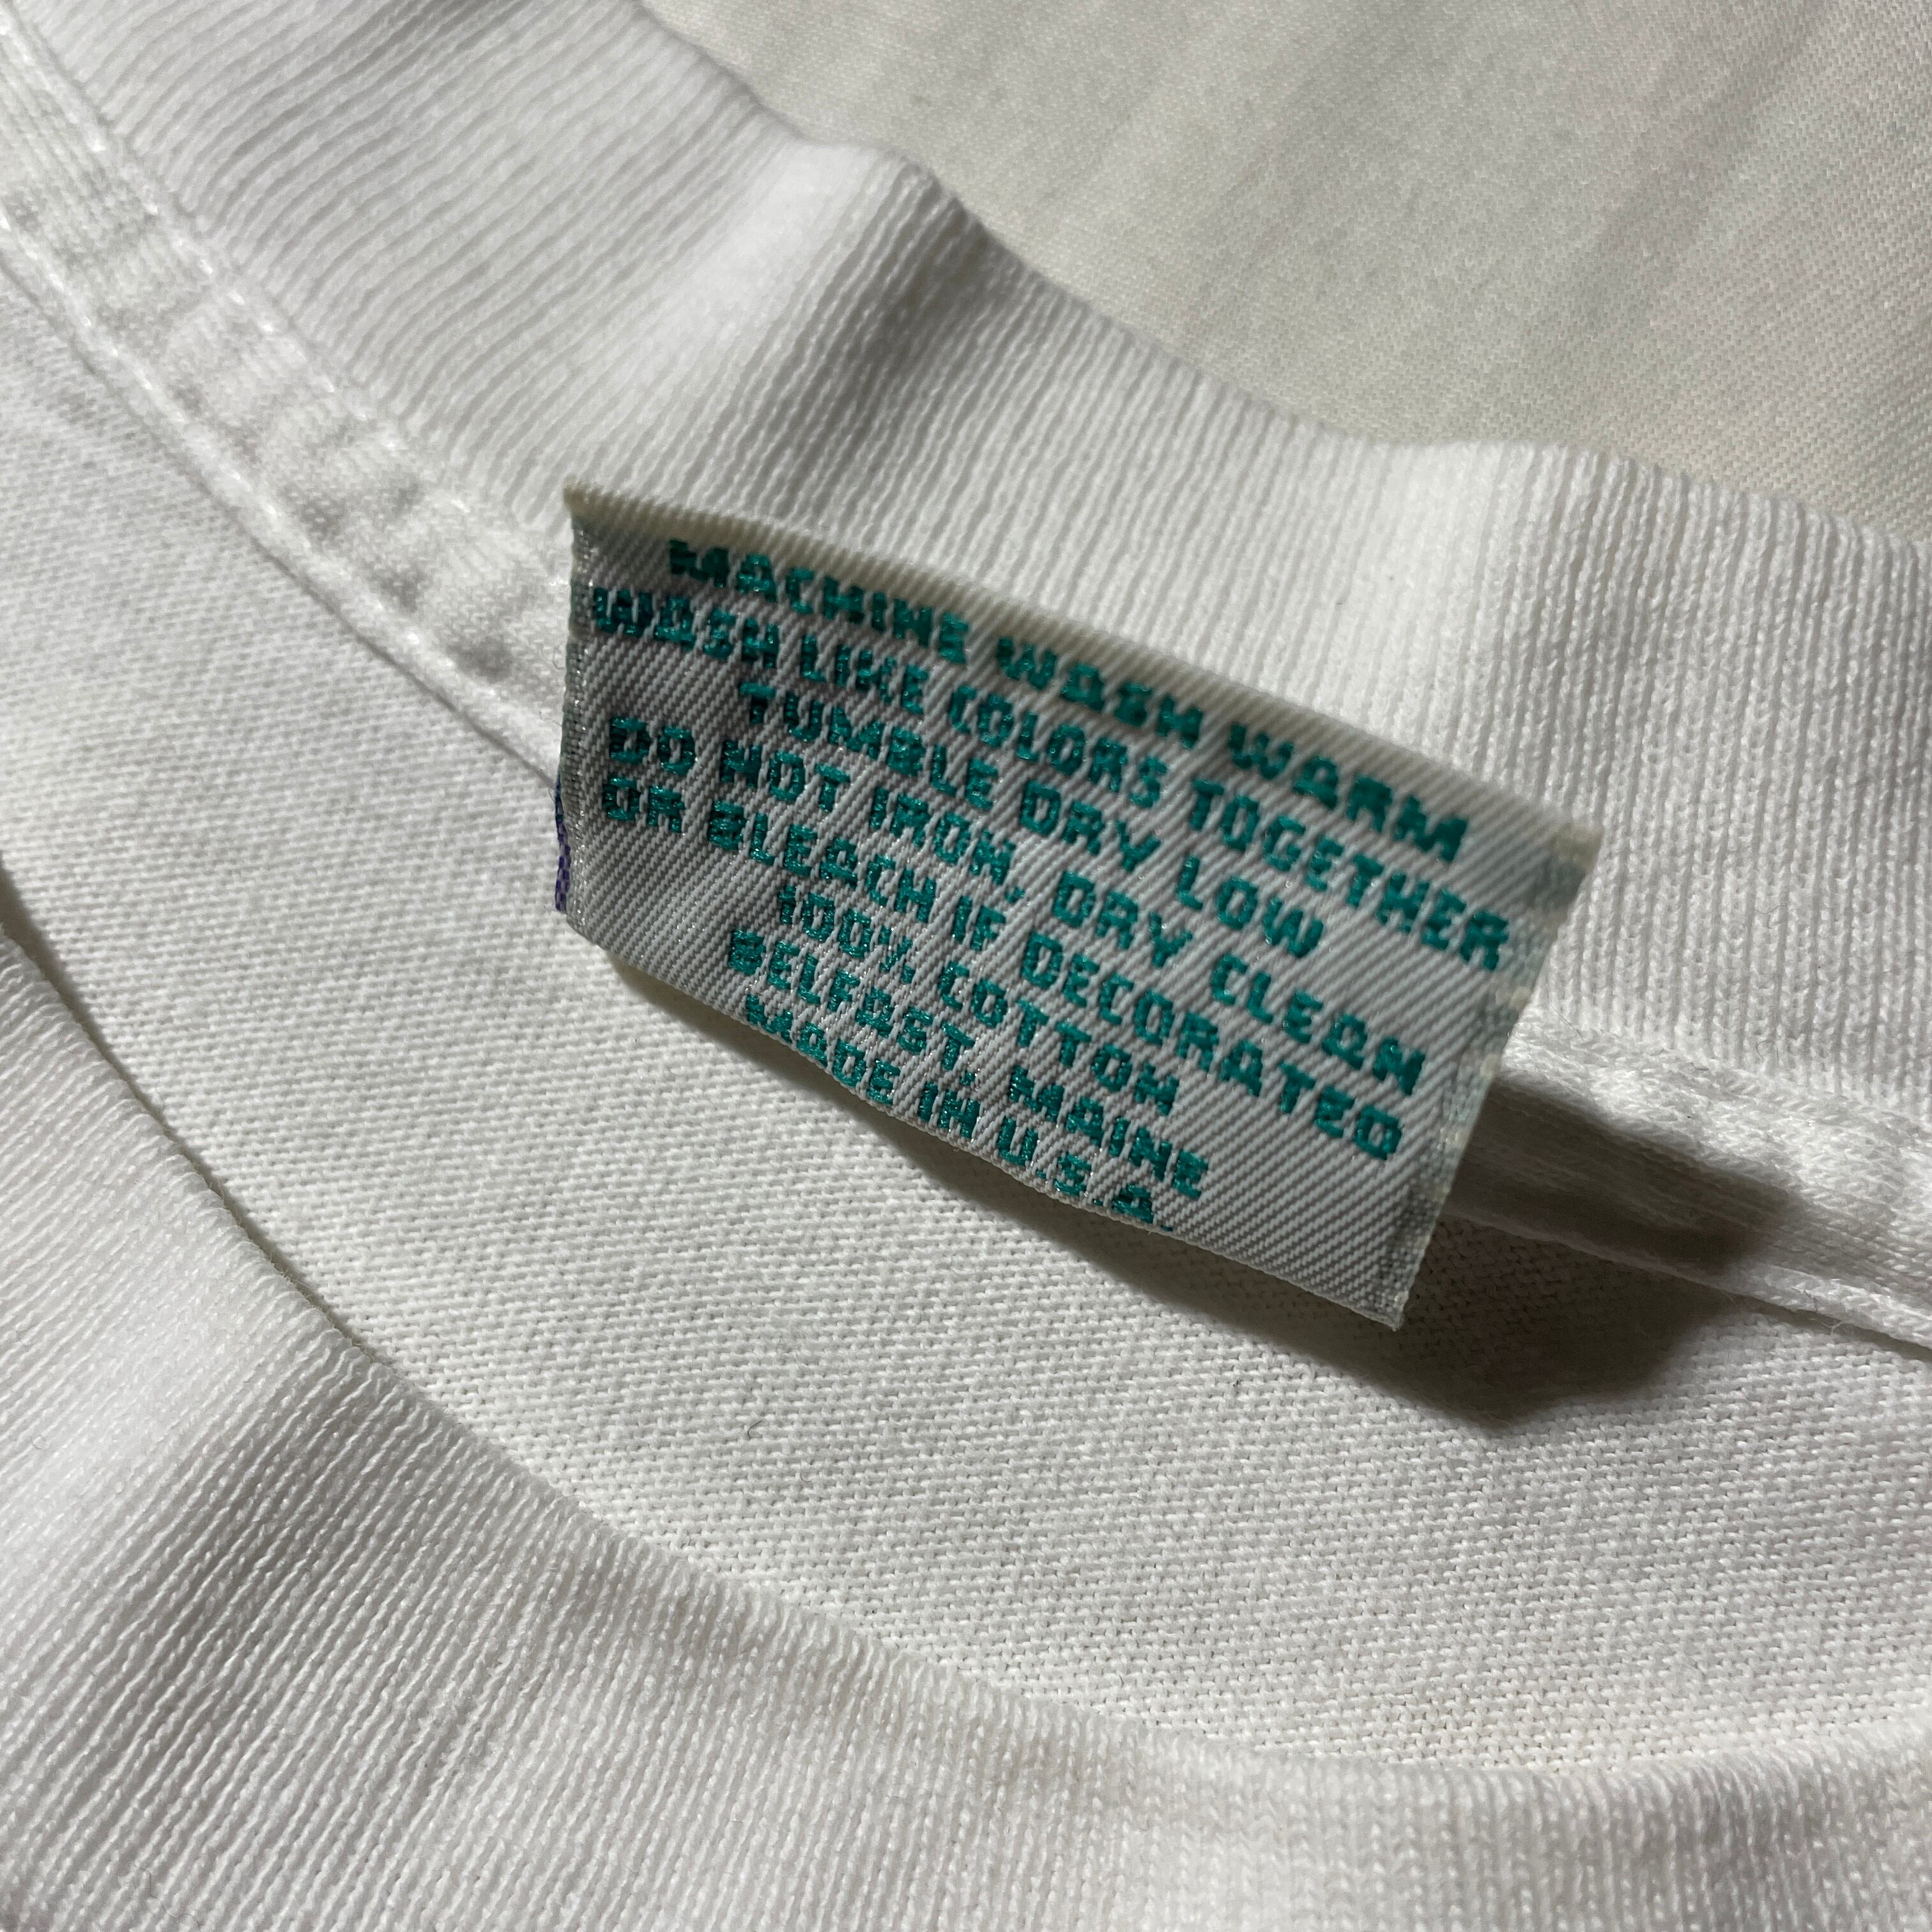 MACHINE WASH WARM
WASH LIKE COLORS TOGETHER
TUMBLE DRY LOW
DO NOT IRON, DRY CLEAN
OR BLEACH IF DECORATED
100% COTTON
BELFAST, MAINE
MADE IN U.S.A.